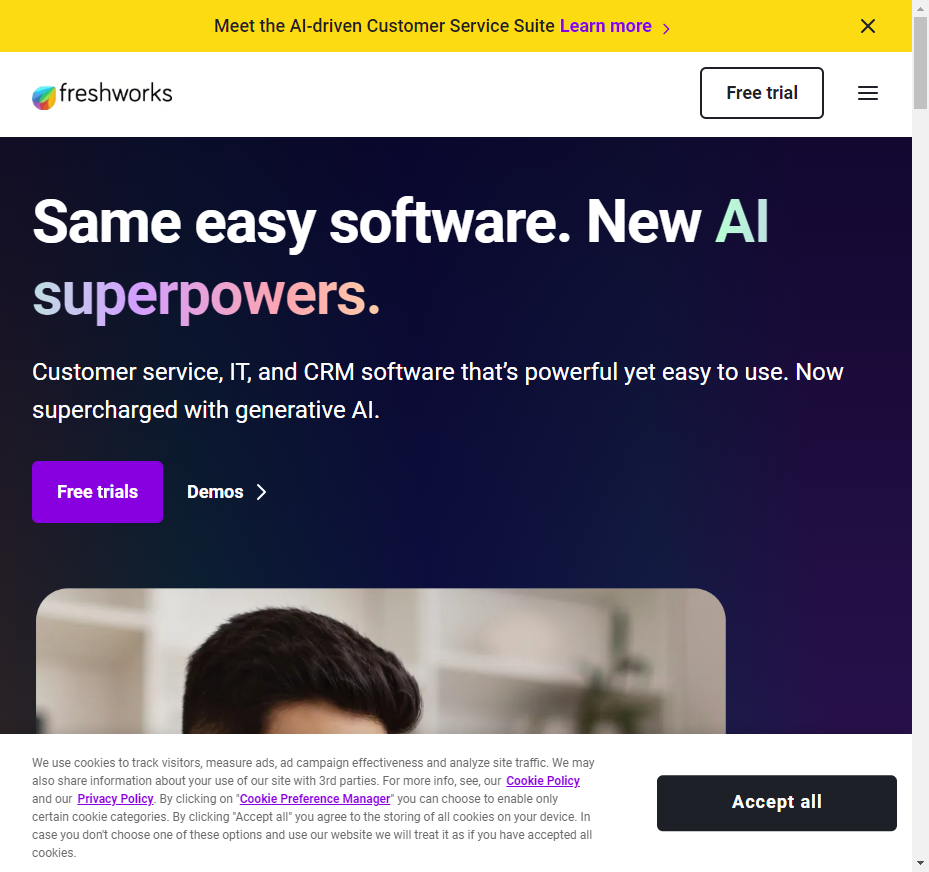 Meet the AI-driven Customer Service Suite Learn more
freshworks
Free trial
Same easy software. New AI
superpowers.
Customer service, IT, and CRM software that’s powerful yet easy to use. Now
supercharged with generative AI.
Free trials
Demos
We use cookies to track visitors, measure ads, ad campaign effectiveness and analyze site traffic. We may
also share information about your use of our site with 3rd parties. For more info, see, our Cookie Policy
and our Privacy Policy. By clicking on "Cookie Preference Manager" you can choose to enable only
certain cookie categories. By clicking "Accept all" you agree to the storing of all cookies on your device. In
case you don't choose one of these options and use our website we will treat it as if you have accepted all
cookies.
Accept all